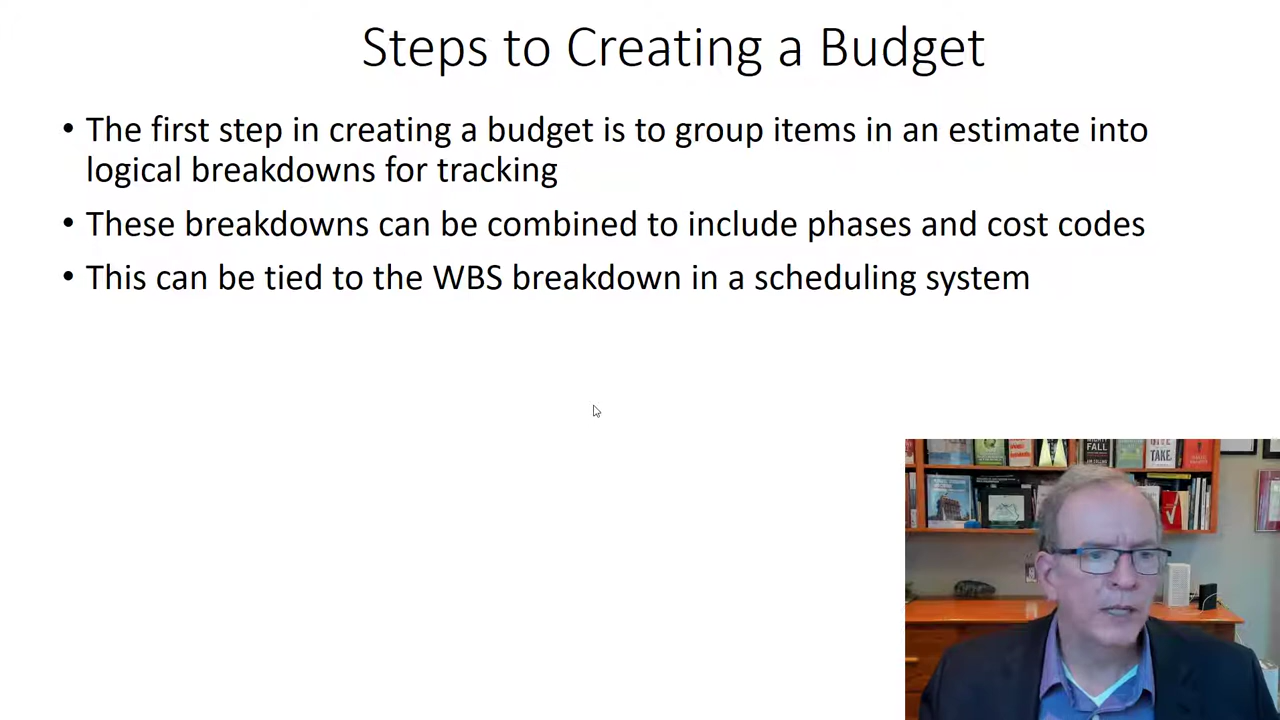 Steps to Creating a Budget
• The first step in creating a budget is to group items in an estimate into
logical breakdowns for tracking
• These breakdowns can be combined to include phases and cost codes
• This can be tied to the WBS breakdown in a scheduling system
FALL
TAKE